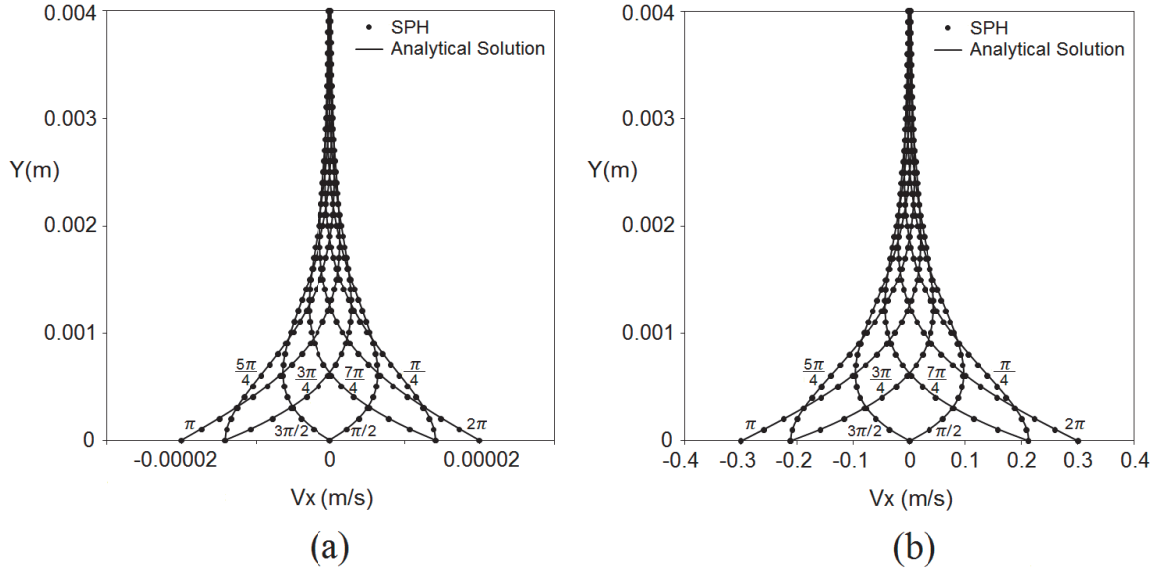 0.004
SPH
Analytical Solution
0.003
Y(m)
0.002
0.001
5π/4
3π/4
7π/4
π/4
π
3π/2
π/2
2π
0
-0.00002
0
0.00002
Vx (m/s)
(a)
0.004
SPH
Analytical Solution
0.003
Y(m)
0.002
0.001
5π/4
3π/4
7π/4
π/4
π
3π/2
π/2
2π
0
-0.4 -0.3 -0.2 -0.1 0 0.1 0.2 0.3 0.4
Vx (m/s)
(b)